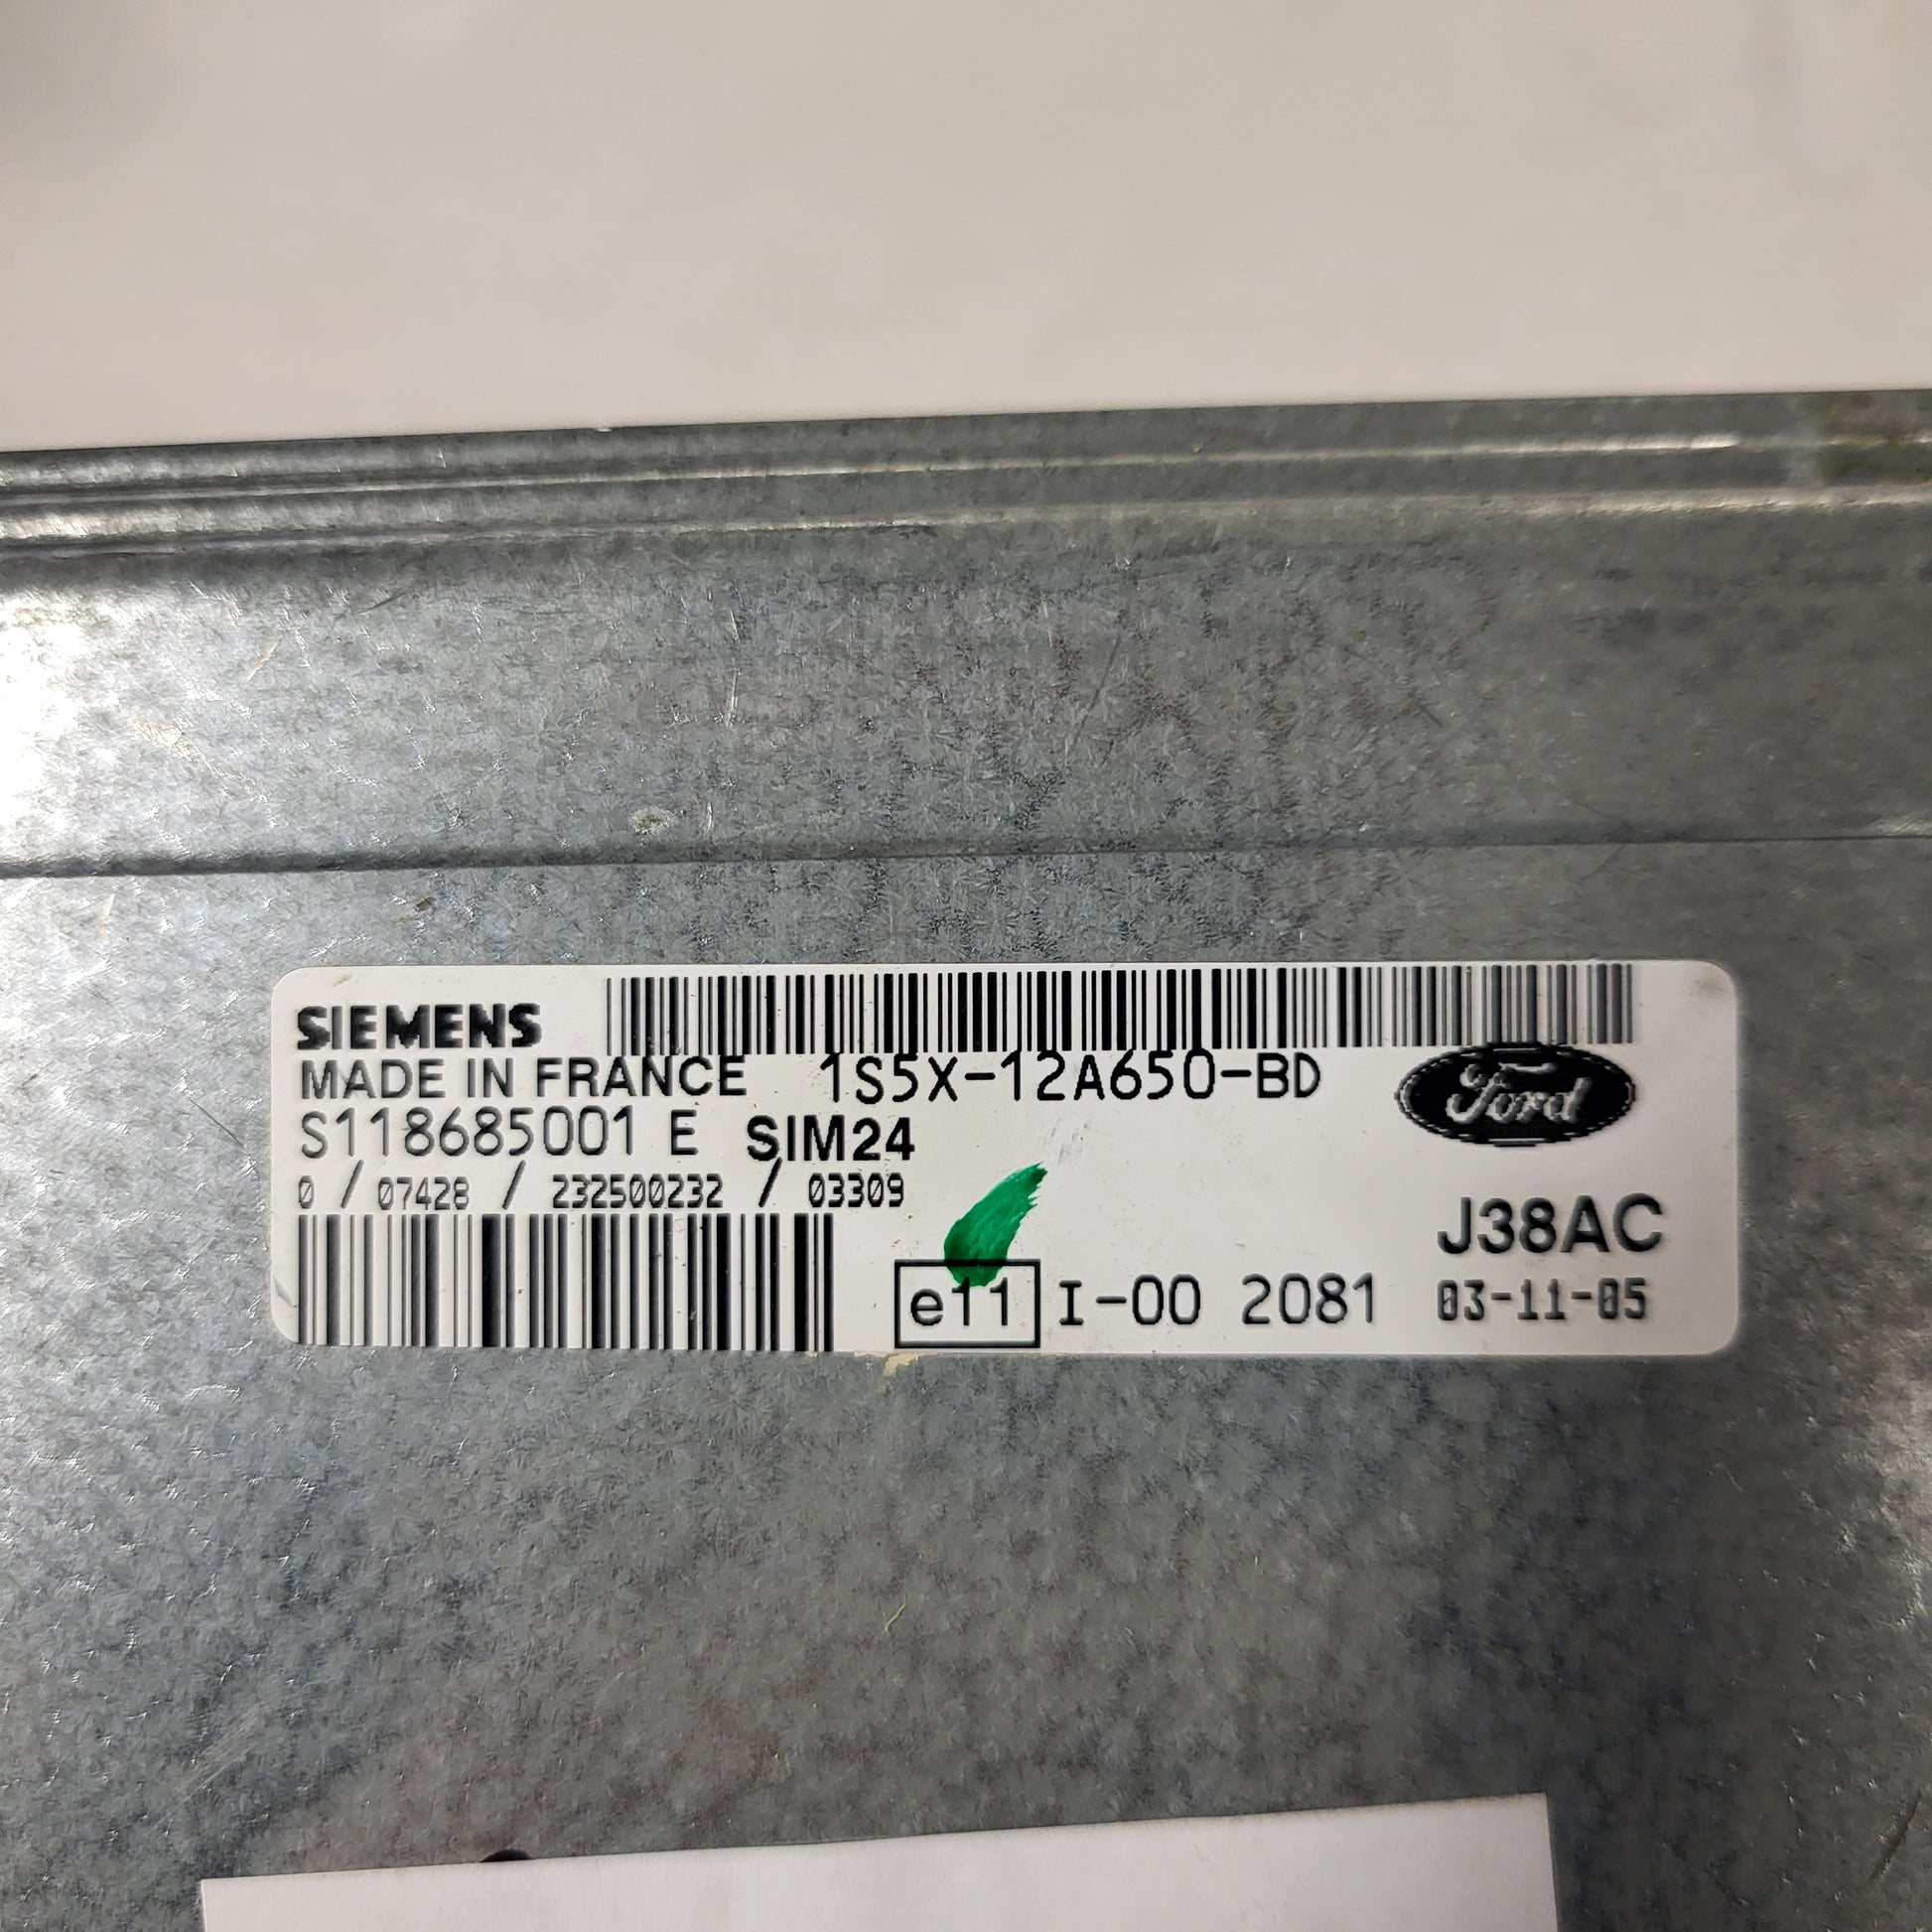 SIEMENS
MADE IN FRANCE 1S5X-12A650-BD
Ford
S118685001 E SIM24
0 / 07428 / 232500232 / 03309
J38AC
e11 I-00 2081 03-11-05